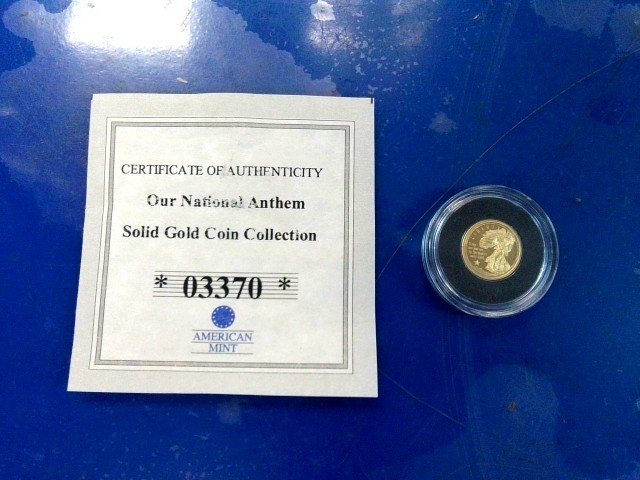 CERTIFICATE OF AUTHENTICITY
Our National Anthem
Solid Gold Coin Collection
* 03370 *
AMERICAN
MINT